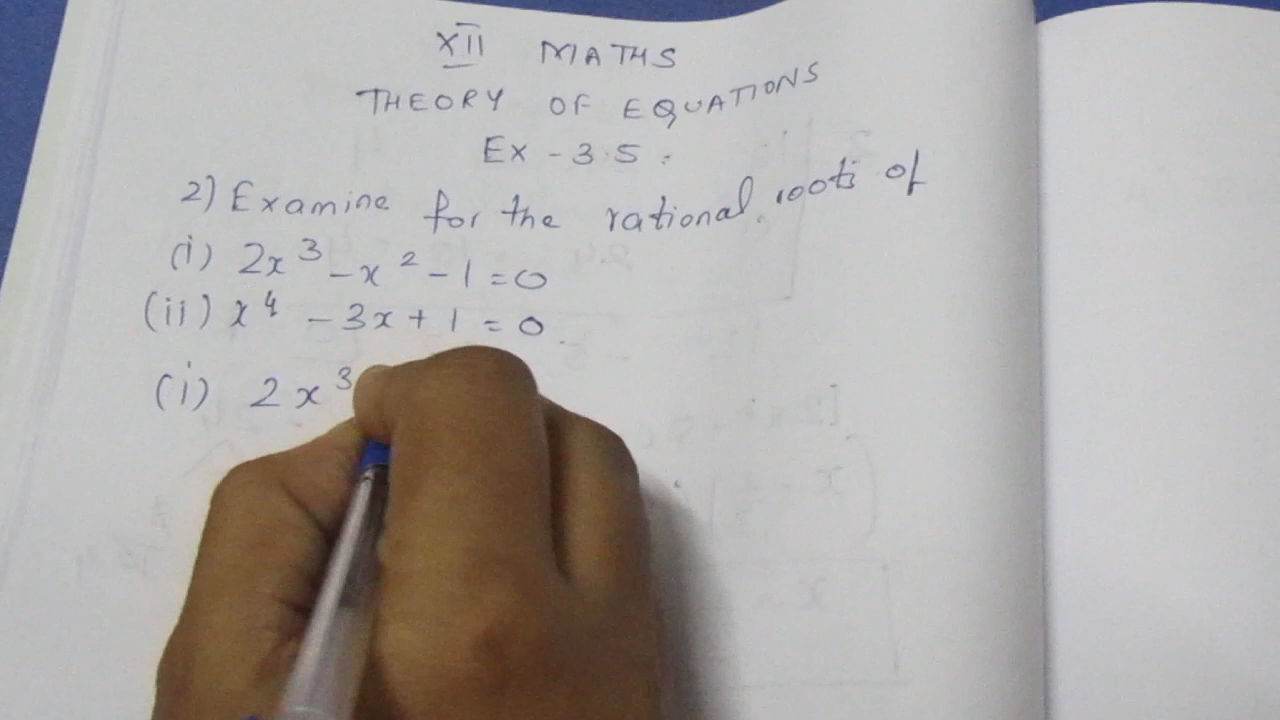 XII MATHS
THEORY OF EQUATIONS
EX - 3.5 :
2) Examine for the rational roots of
(i) 2x³ - x² - 1 = 0
(ii) x⁴ - 3x + 1 = 0.
(i) 2x³